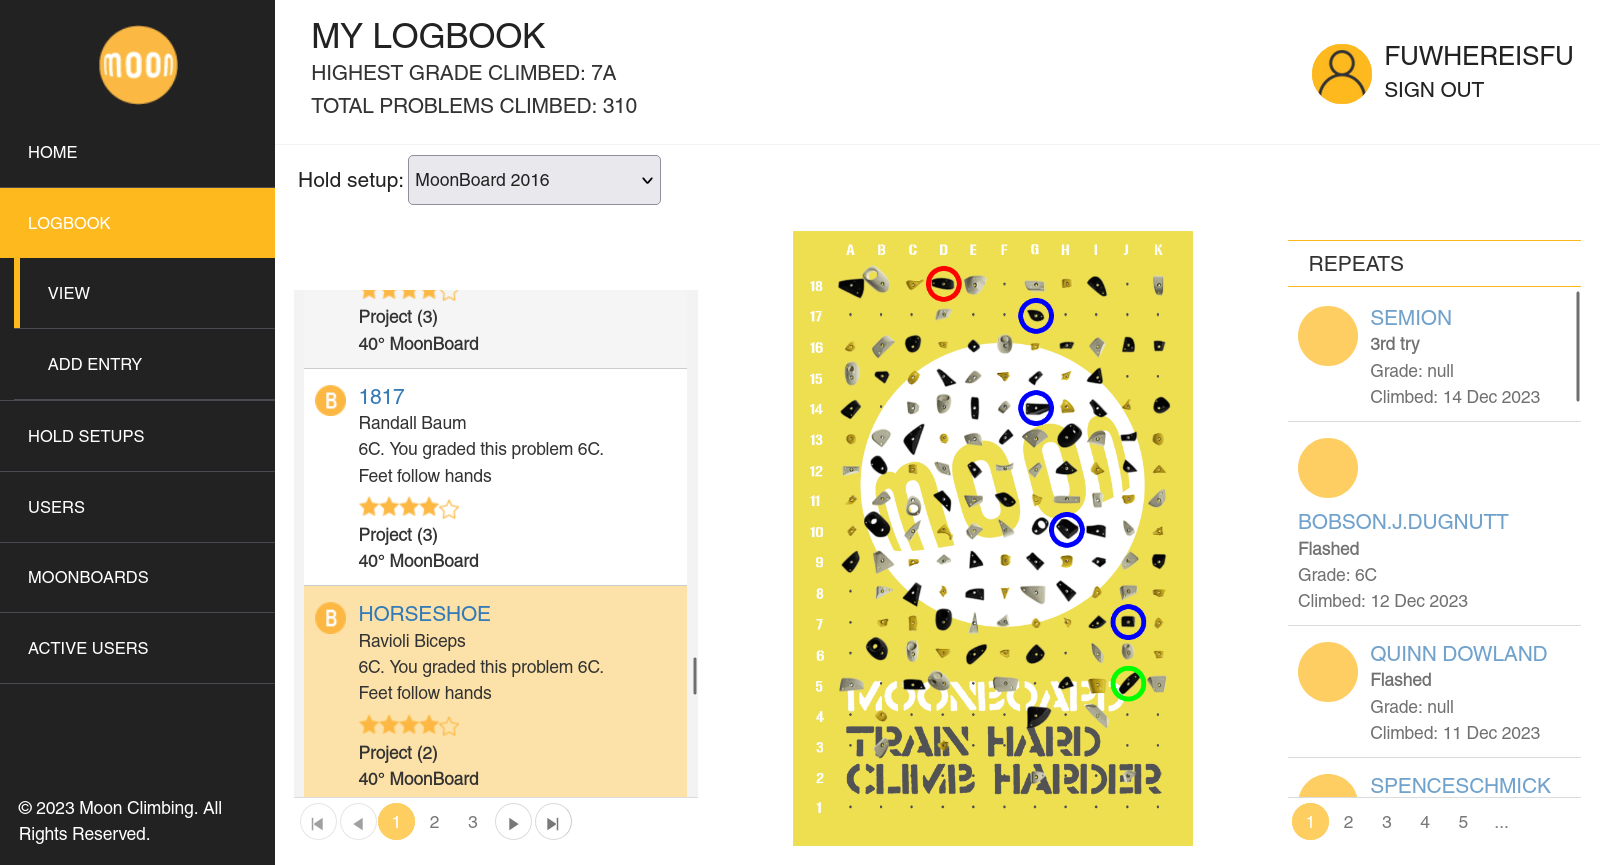 moon
HOME
LOGBOOK
VIEW
ADD ENTRY
HOLD SETUPS
USERS
MOONBOARDS
ACTIVE USERS
© 2023 Moon Climbing. All
Rights Reserved.
MY LOGBOOK
HIGHEST GRADE CLIMBED: 7A
TOTAL PROBLEMS CLIMBED: 310
FUWHEREISFU
SIGN OUT
Hold setup: MoonBoard 2016
Project (3)
40° MoonBoard
B
1817
Randall Baum
6C. You graded this problem 6C.
Feet follow hands
Project (3)
40° MoonBoard
B
HORSESHOE
Ravioli Biceps
6C. You graded this problem 6C.
Feet follow hands
Project (2)
40° MoonBoard
1 2 3
A B C D E F G H I J K
18
17
16
15
14
13
12
11
10
9
8
7
6
5
4
3
2
1
moon
MOONBOARD
TRAIN HARD
CLIMB HARDER
REPEATS
SEMION
3rd try
Grade: null
Climbed: 14 Dec 2023
BOBSON.J.DUGNUTT
Flashed
Grade: 6C
Climbed: 12 Dec 2023
QUINN DOWLAND
Flashed
Grade: null
Climbed: 11 Dec 2023
SPENCESCHMICK
1 2 3 4 5 ...